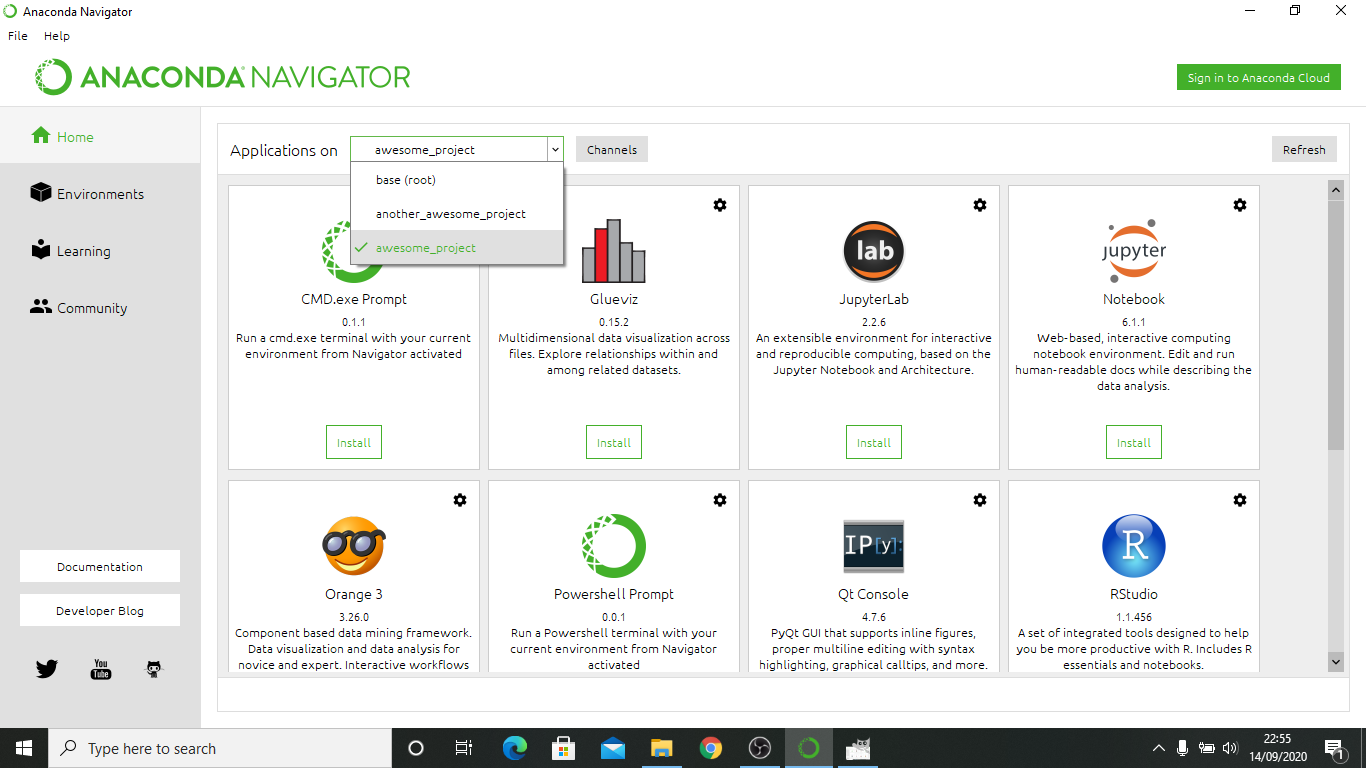 Anaconda Navigator
File Help
ANACONDA NAVIGATOR
Sign in to Anaconda Cloud
Home
Environments
Learning
Community
Documentation
Developer Blog
You
Tube
Applications on
awesome_project
Channels
Refresh
base (root)
another_awesome_project
awesome_project
CMD.exe Prompt
0.1.1
Run a cmd.exe terminal with your current
environment from Navigator activated
Install
Glueviz
0.15.2
Multidimensional data visualization across
files. Explore relationships within and
among related datasets.
Install
lab
JupyterLab
2.2.6
An extensible environment for interactive
and reproducible computing, based on the
Jupyter Notebook and Architecture.
Install
jupyter
Notebook
6.1.1
Web-based, interactive computing
notebook environment. Edit and run
human-readable docs while describing the
data analysis.
Install
Orange 3
3.26.0
Component based data mining framework.
Data visualization and data analysis for
novice and expert. Interactive workflows
Powershell Prompt
0.0.1
Run a Powershell terminal with your
current environment from Navigator
activated
IP[y]:
Qt Console
4.7.6
PyQt GUI that supports inline figures,
proper multiline editing with syntax
highlighting, graphical calltips, and more.
R
RStudio
1.1.456
A set of integrated tools designed to help
you be more productive with R. Includes R
essentials and notebooks.
Type here to search
22:55
14/09/2020
1